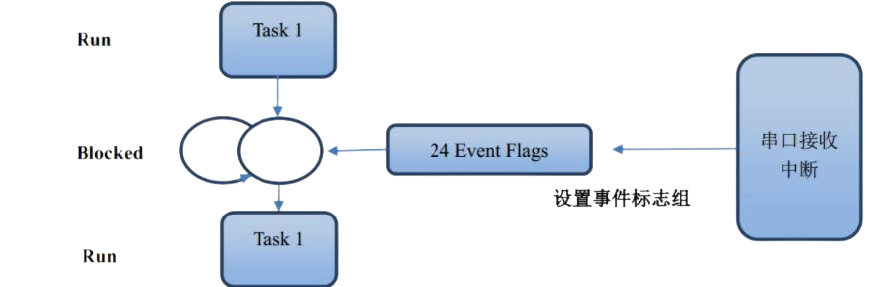 Run
Task 1
Blocked
24 Event Flags
串口接收
中断
设置事件标志组
Run
Task 1